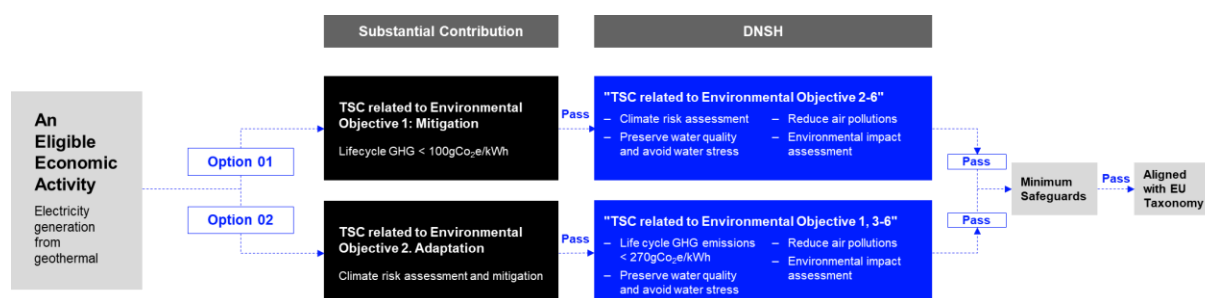 Substantial Contribution
DNSH
An
Eligible
Economic
Activity
Electricity
generation
from
geothermal
Option 01
Option 02
TSC related to Environmental
Objective 1: Mitigation
Lifecycle GHG < 100gCo₂e/kWh
Pass
"TSC related to Environmental Objective 2-6"
– Climate risk assessment
– Preserve water quality
and avoid water stress
– Reduce air pollutions
– Environmental impact
assessment
TSC related to Environmental
Objective 2. Adaptation
Climate risk assessment and mitigation
Pass
"TSC related to Environmental Objective 1, 3-6"
– Life cycle GHG emissions
< 270gCo₂e/kWh
– Preserve water quality
and avoid water stress
– Reduce air pollutions
– Environmental impact
assessment
Pass
Pass
Minimum
Safeguards
Pass
Aligned
with EU
Taxonomy